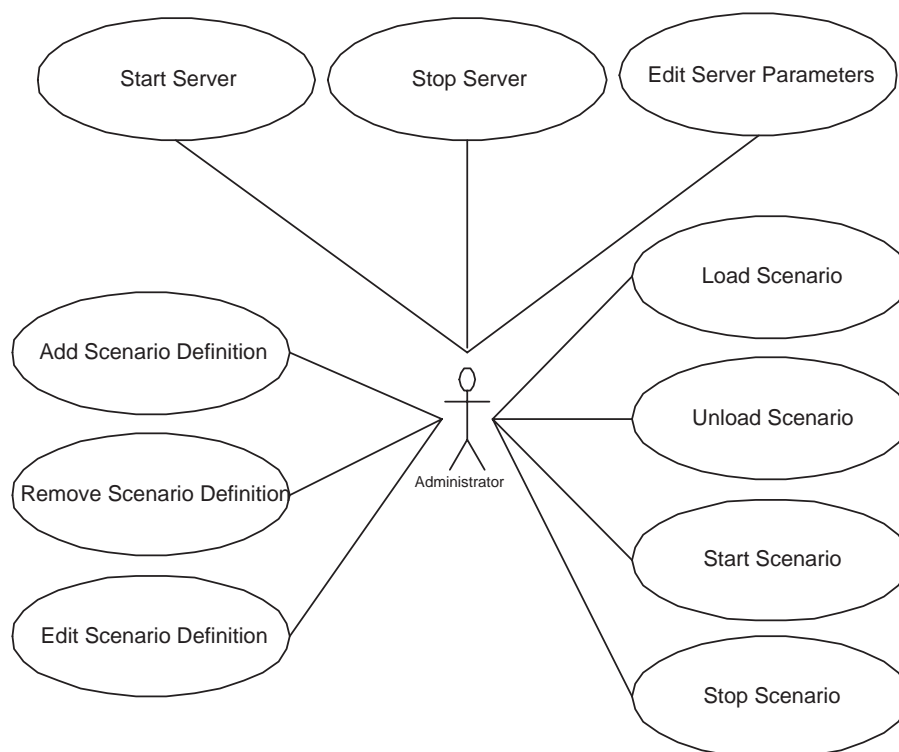 Start Server
Stop Server
Edit Server Parameters
Load Scenario
Add Scenario Definition
Unload Scenario
Administrator
Remove Scenario Definition
Start Scenario
Edit Scenario Definition
Stop Scenario